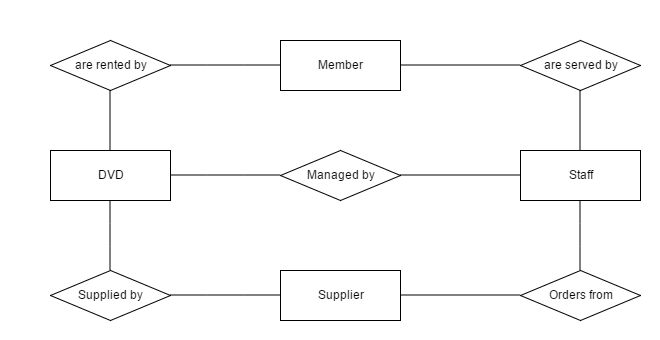 are rented by
Member
are served by
DVD
Managed by
Staff
Supplied by
Supplier
Orders from